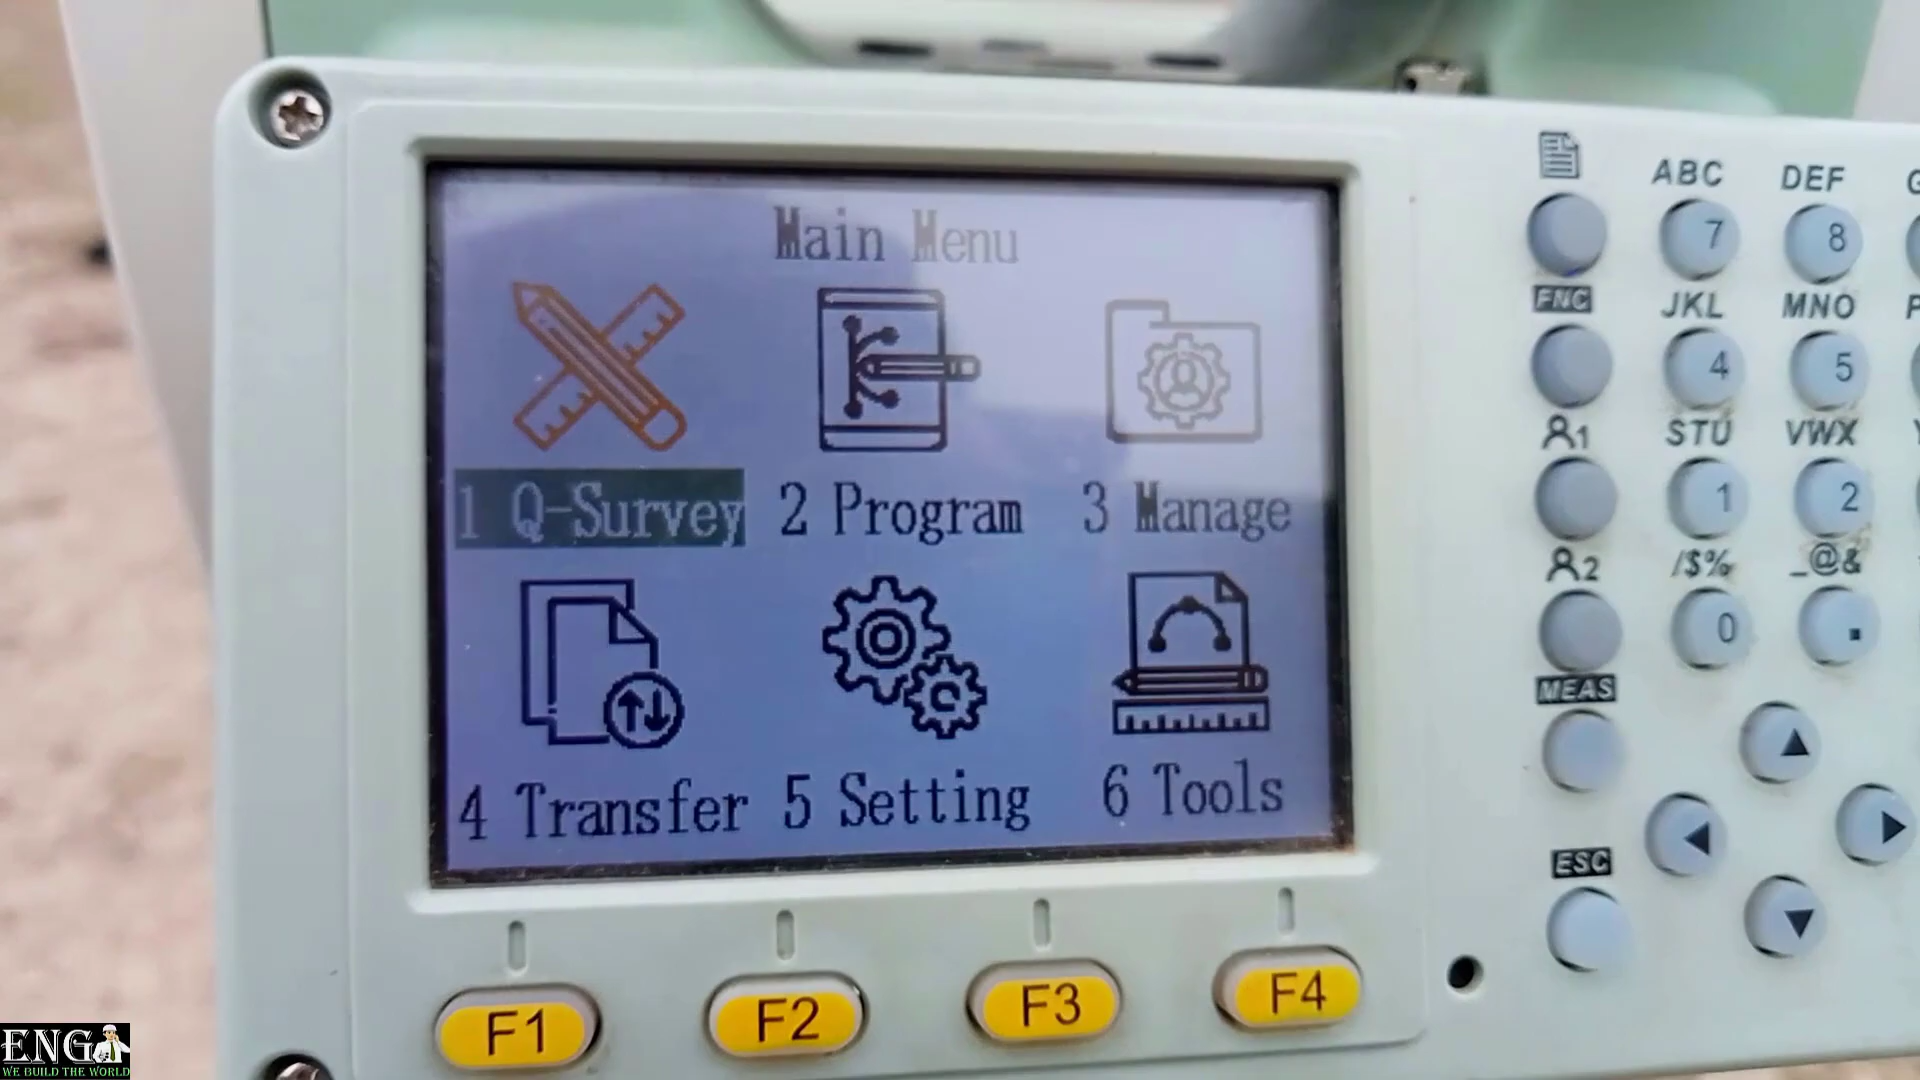 Main Menu
1 Q-Survey 2 Program 3 Manage
4 Transfer 5 Setting 6 Tools
F1 F2 F3 F4
ABC DEF
7 8
FNC JKL MNO
4 5
1 STU VWX
1 2
2 /$% _@&
0 .
MEAS
ESC
ENG
WE BUILD THE WORLD